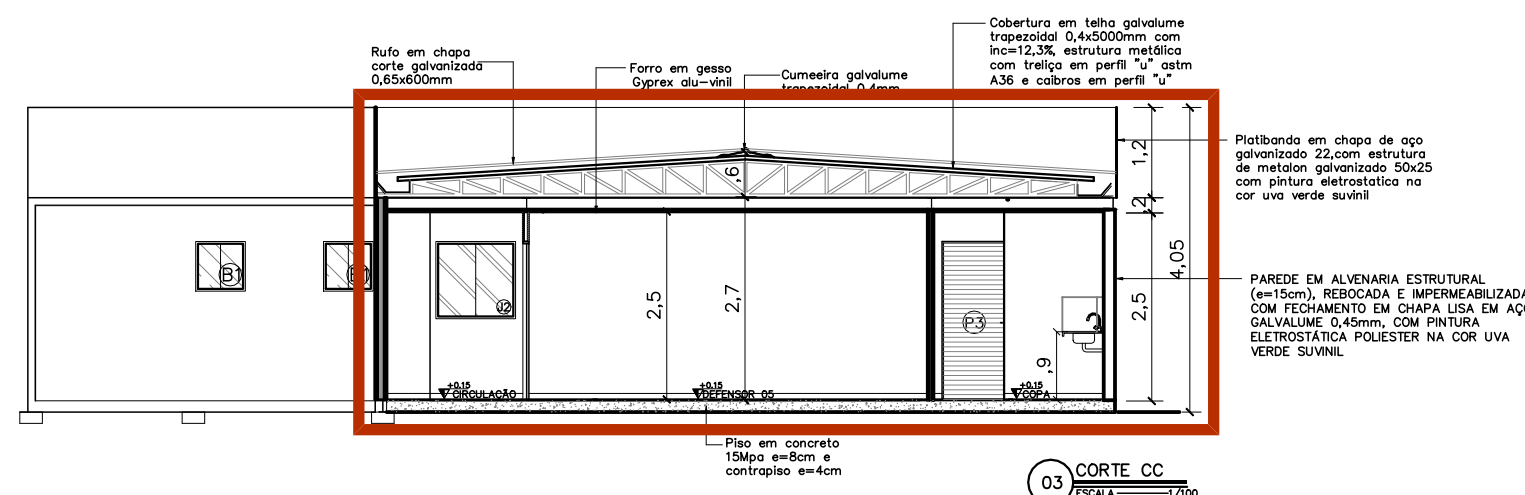 Cobertura em telha galvalume
trapezoidal 0,4x5000mm com
inc=12,3%, estrutura metálica
com treliça em perfil "u" astm
A36 e caibros em perfil "u"
Rufo em chapa
corte galvanizada
0,65x600mm
Forro em gesso
Gyprex alu-vinil
Cumeeira galvalume
trapezoidal 0,4mm
Platibanda em chapa de aço
galvanizado 22,com estrutura
de metalon galvanizado 50x25
com pintura eletrostatica na
cor uva verde suvinil
1,2
,6
,2
4,05
B1
B1
J2
2,5
2,7
P3
,9
2,5
PAREDE EM ALVENARIA ESTRUTURAL
(e=15cm), REBOCADA E IMPERMEABILIZADA
COM FECHAMENTO EM CHAPA LISA EM AÇO
GALVALUME 0,45mm, COM PINTURA
ELETROSTÁTICA POLIESTER NA COR UVA
VERDE SUVINIL
+0.15
CIRCULAÇÃO
+0.15
DEFENSOR 05
+0.15
COPA
Piso em concreto
15Mpa e=8cm e
contrapiso e=4cm
03
CORTE CC
ESCALA 1/100